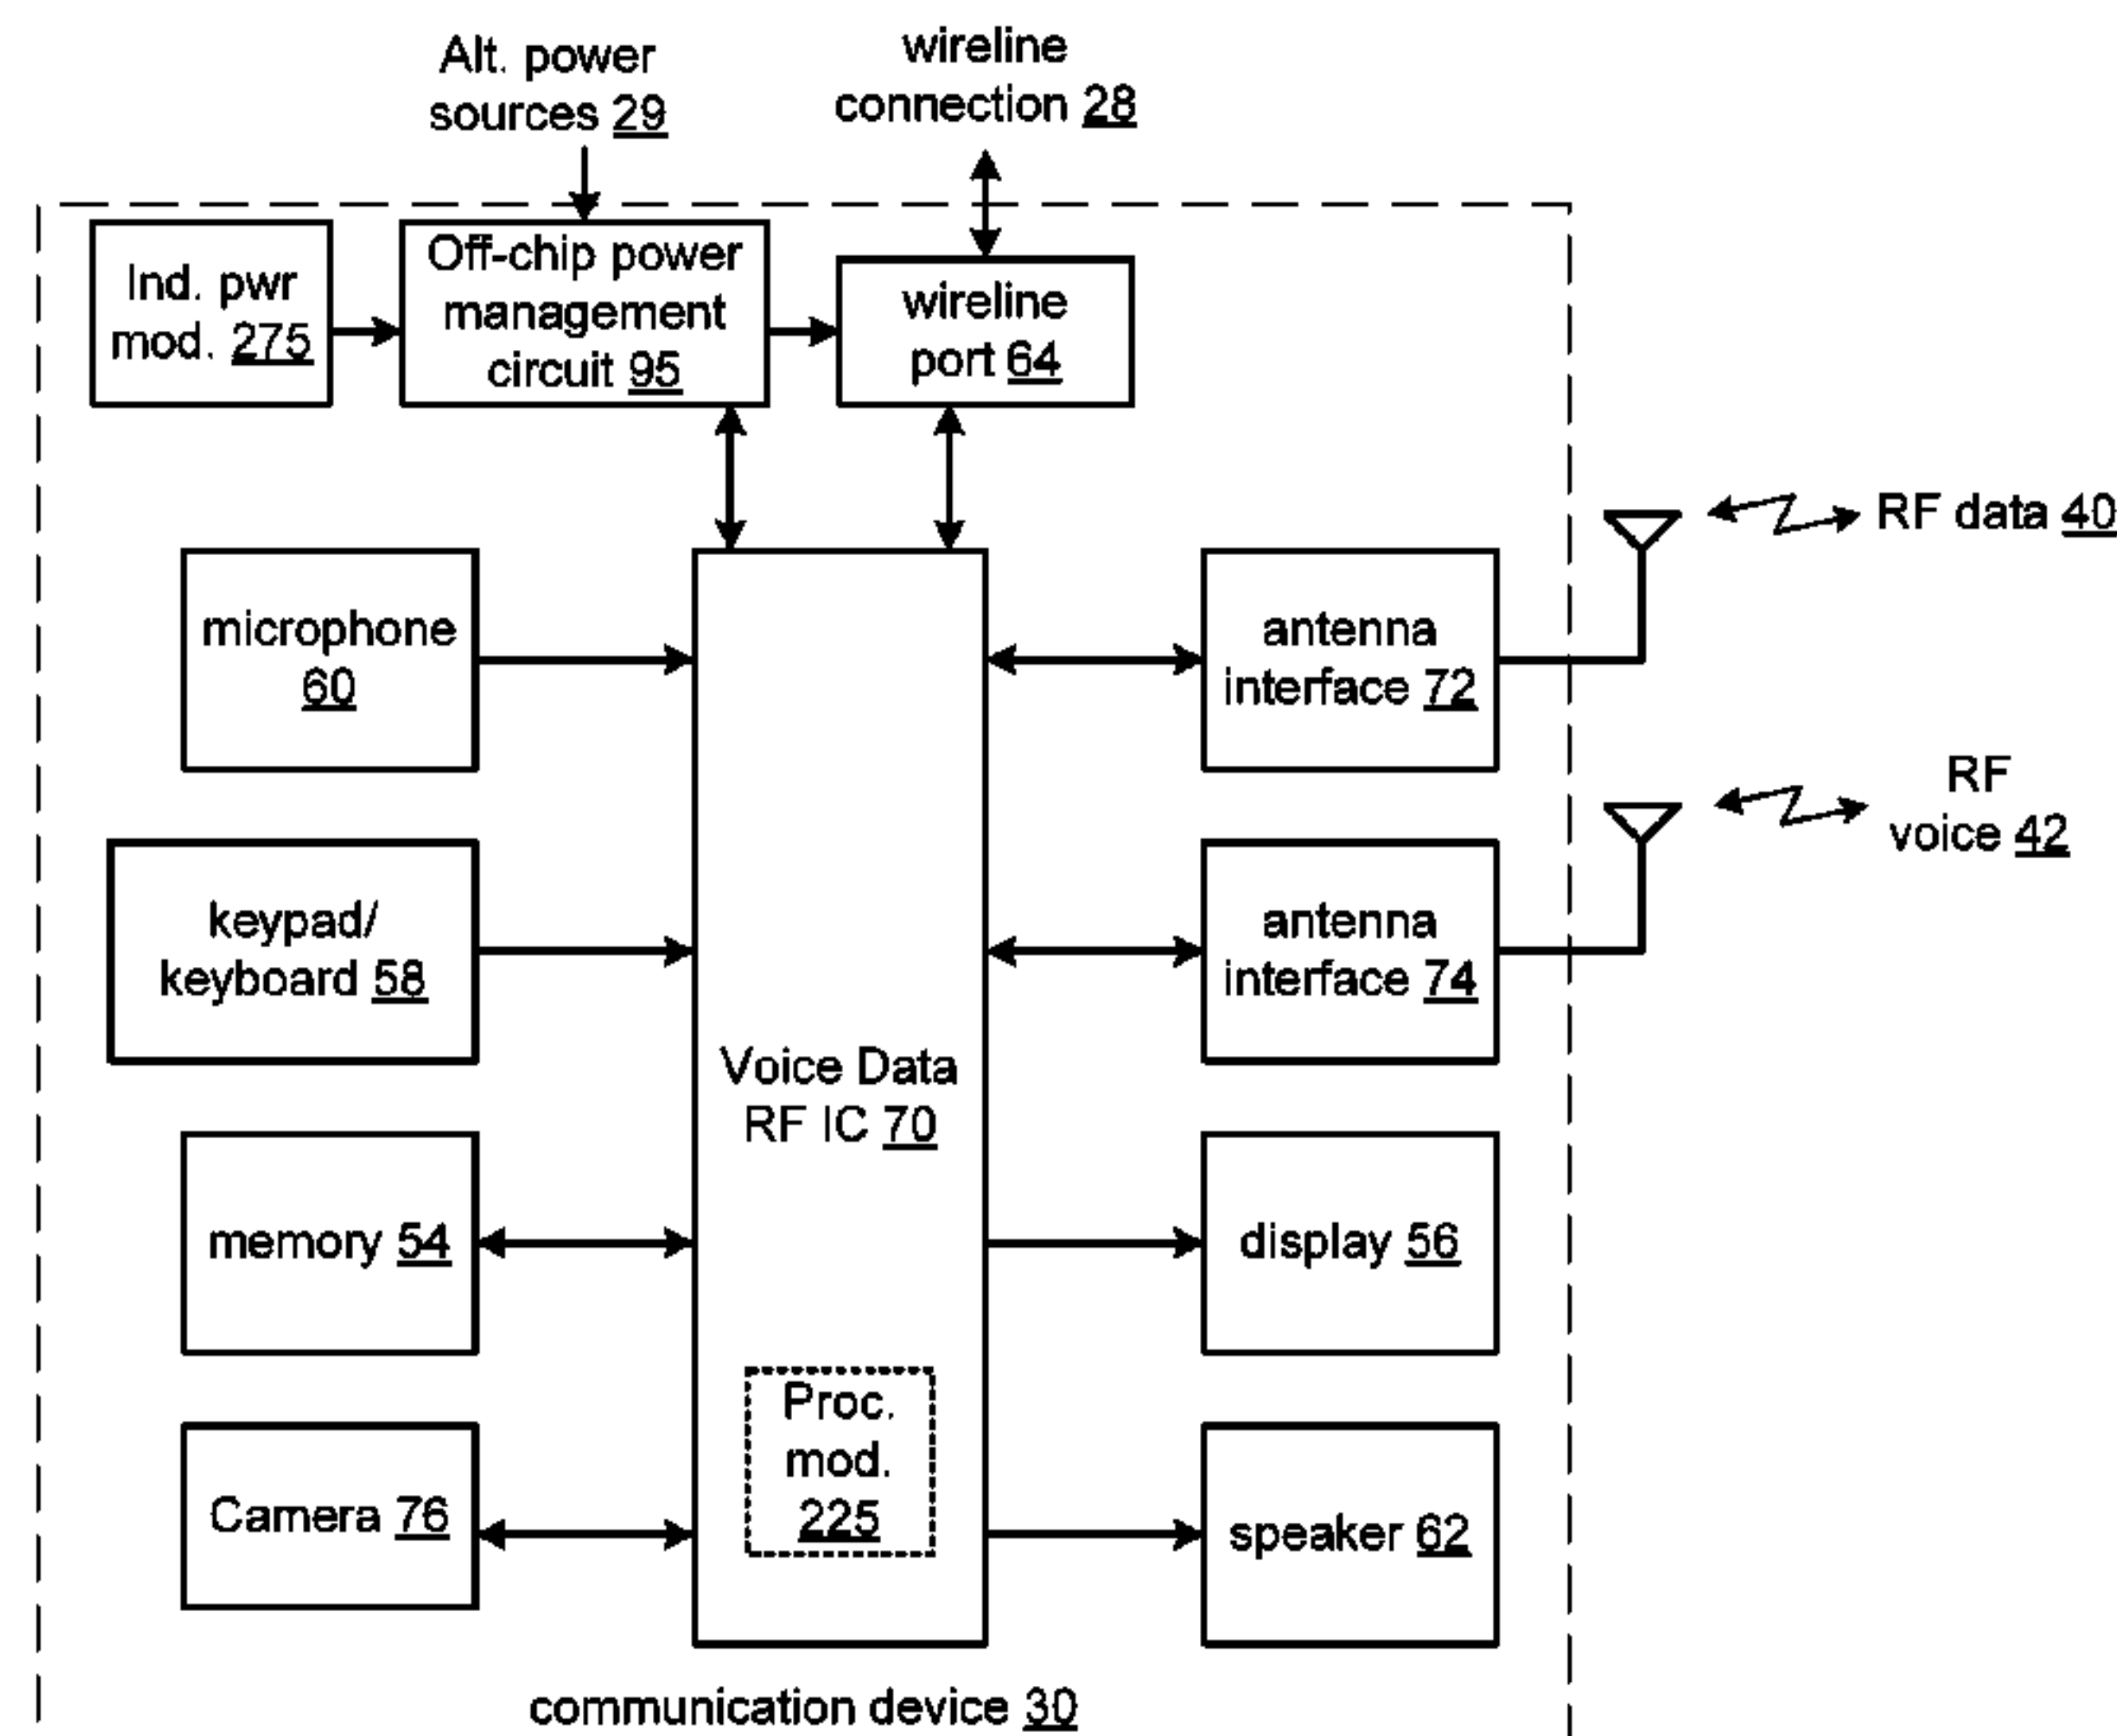 Alt. power
sources 29
wireline
connection 28
Ind. pwr
mod. 275
Off-chip power
management
circuit 95
wireline
port 64
RF data 40
microphone
60
antenna
interface 72
RF
voice 42
keypad/
keyboard 58
antenna
interface 74
Voice Data
RF IC 70
memory 54
display 56
Proc.
mod.
225
Camera 76
speaker 62
communication device 30